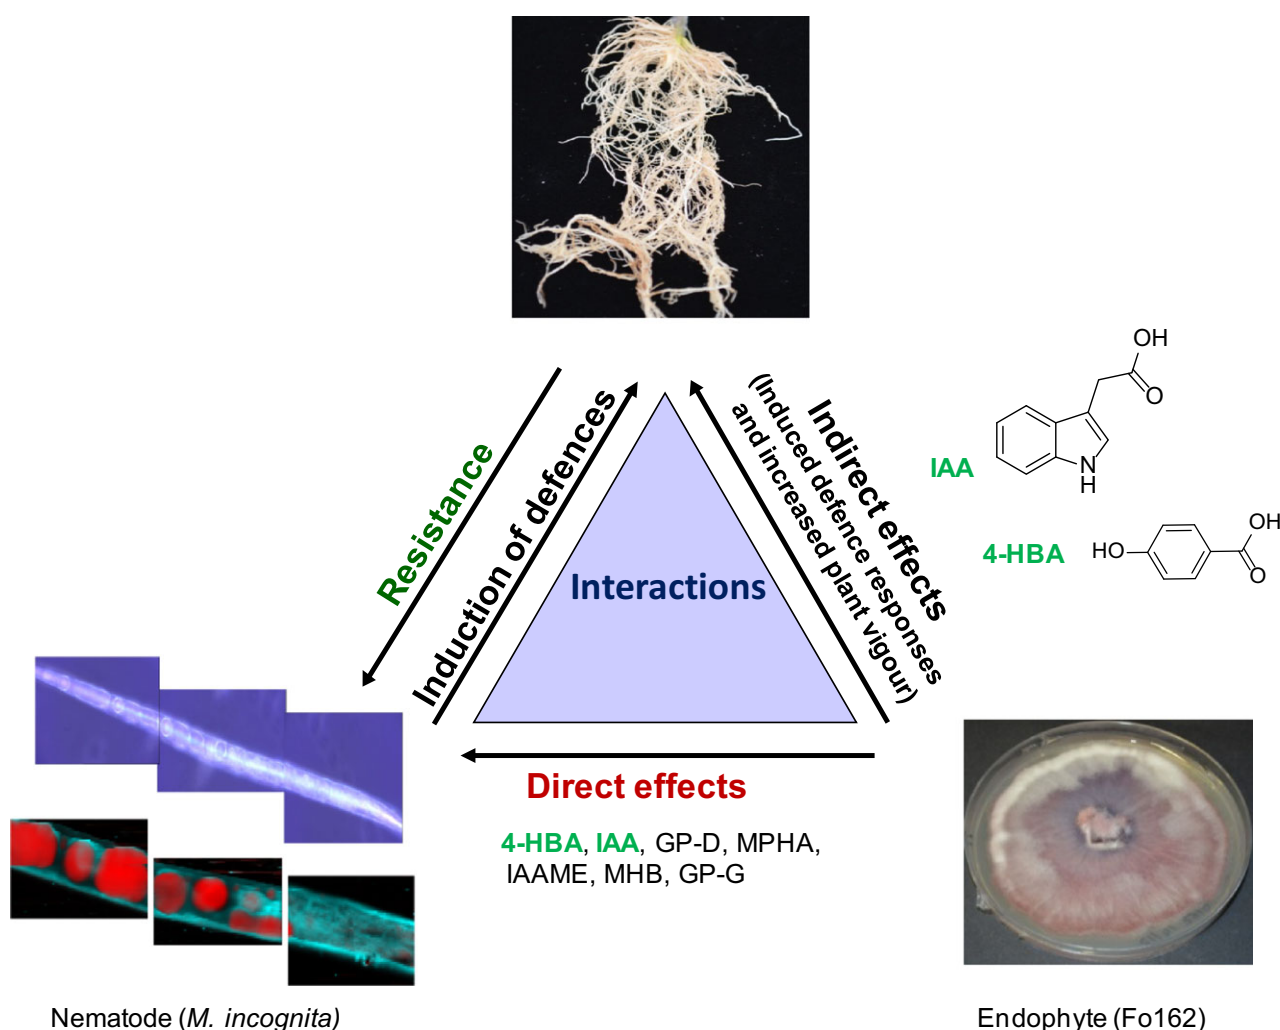 OH
O
N
H
IAA
4-HBA
HO
OH
O
Resistance
Induction of defences
Interactions
Indirect effects
(Induced defence responses
and increased plant vigour)
Direct effects
4-HBA, IAA, GP-D, MPHA,
IAAME, MHB, GP-G
Nematode (M. incognita)
Endophyte (Fo162)